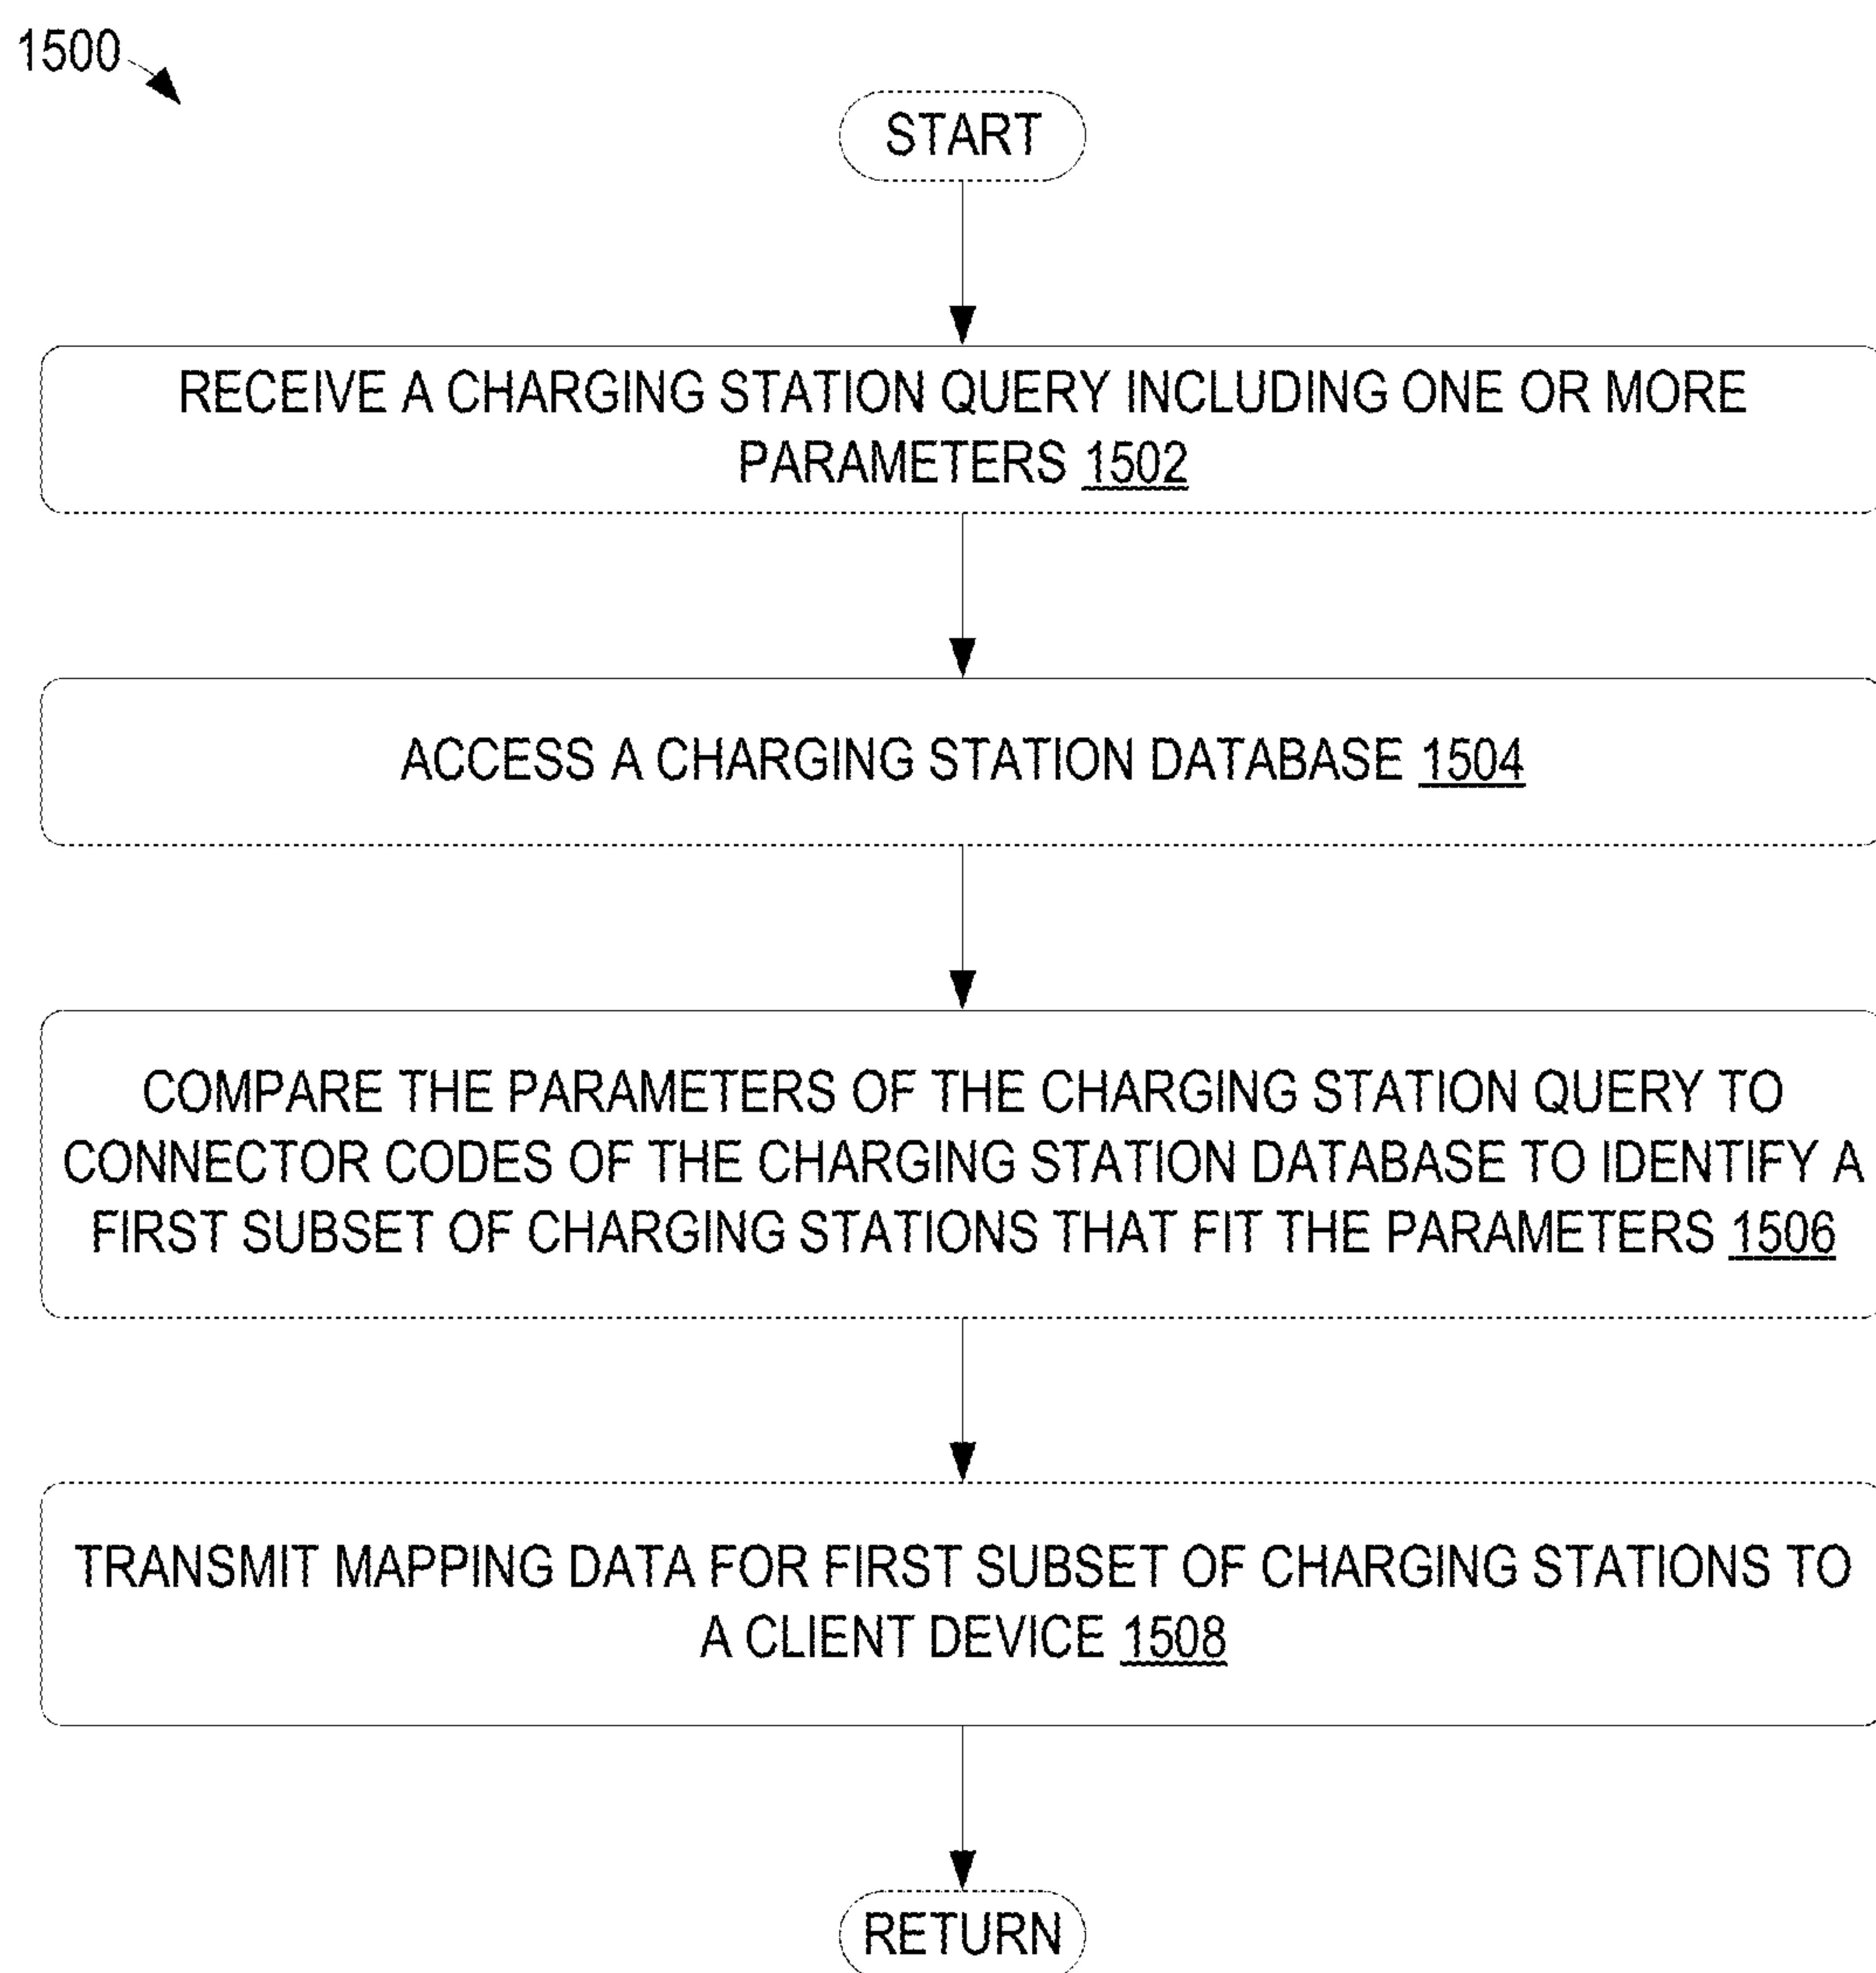 1500
START
RECEIVE A CHARGING STATION QUERY INCLUDING ONE OR MORE
PARAMETERS 1502
ACCESS A CHARGING STATION DATABASE 1504
COMPARE THE PARAMETERS OF THE CHARGING STATION QUERY TO
CONNECTOR CODES OF THE CHARGING STATION DATABASE TO IDENTIFY A
FIRST SUBSET OF CHARGING STATIONS THAT FIT THE PARAMETERS 1506
TRANSMIT MAPPING DATA FOR FIRST SUBSET OF CHARGING STATIONS TO
A CLIENT DEVICE 1508
RETURN